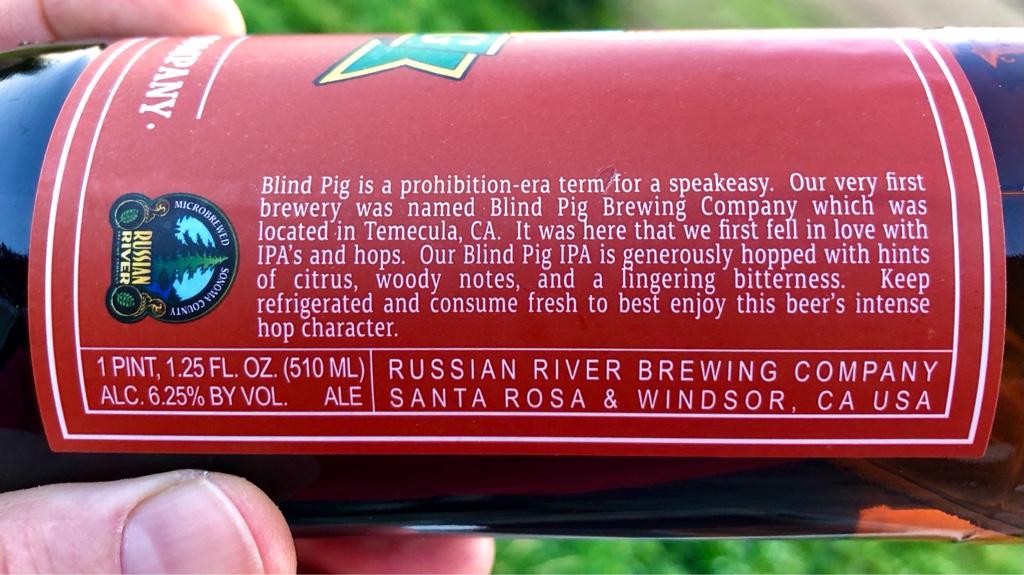 OMPANY ·
Blind Pig is a prohibition-era term for a speakeasy. Our very first
brewery was named Blind Pig Brewing Company which was
located in Temecula, CA. It was here that we first fell in love with
IPA's and hops. Our Blind Pig IPA is generously hopped with hints
of citrus, woody notes, and a lingering bitterness. Keep
refrigerated and consume fresh to best enjoy this beer's intense
hop character.
MICROBREWED
SONOMA COUNTY
RUSSIAN
RIVER
1 PINT, 1.25 FL. OZ. (510 ML)
ALC. 6.25% BY VOL. ALE
RUSSIAN RIVER BREWING COMPANY
SANTA ROSA & WINDSOR, CA USA